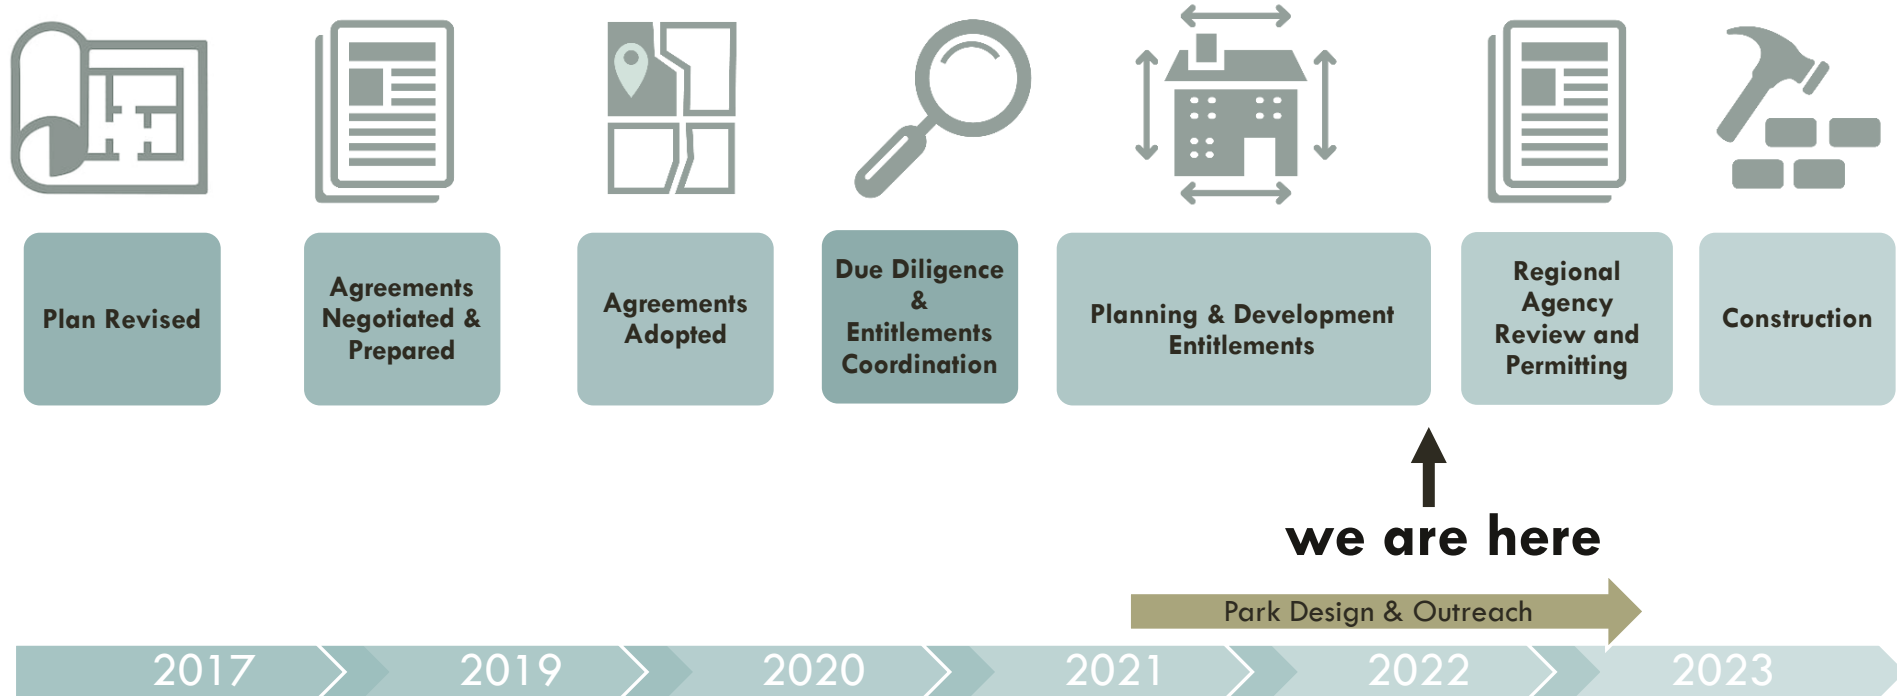 Plan Revised
Agreements
Negotiated &
Prepared
Agreements
Adopted
Due Diligence
&
Entitlements
Coordination
Planning & Development
Entitlements
Regional
Agency
Review and
Permitting
Construction
we are here
Park Design & Outreach
2017
2019
2020
2021
2022
2023